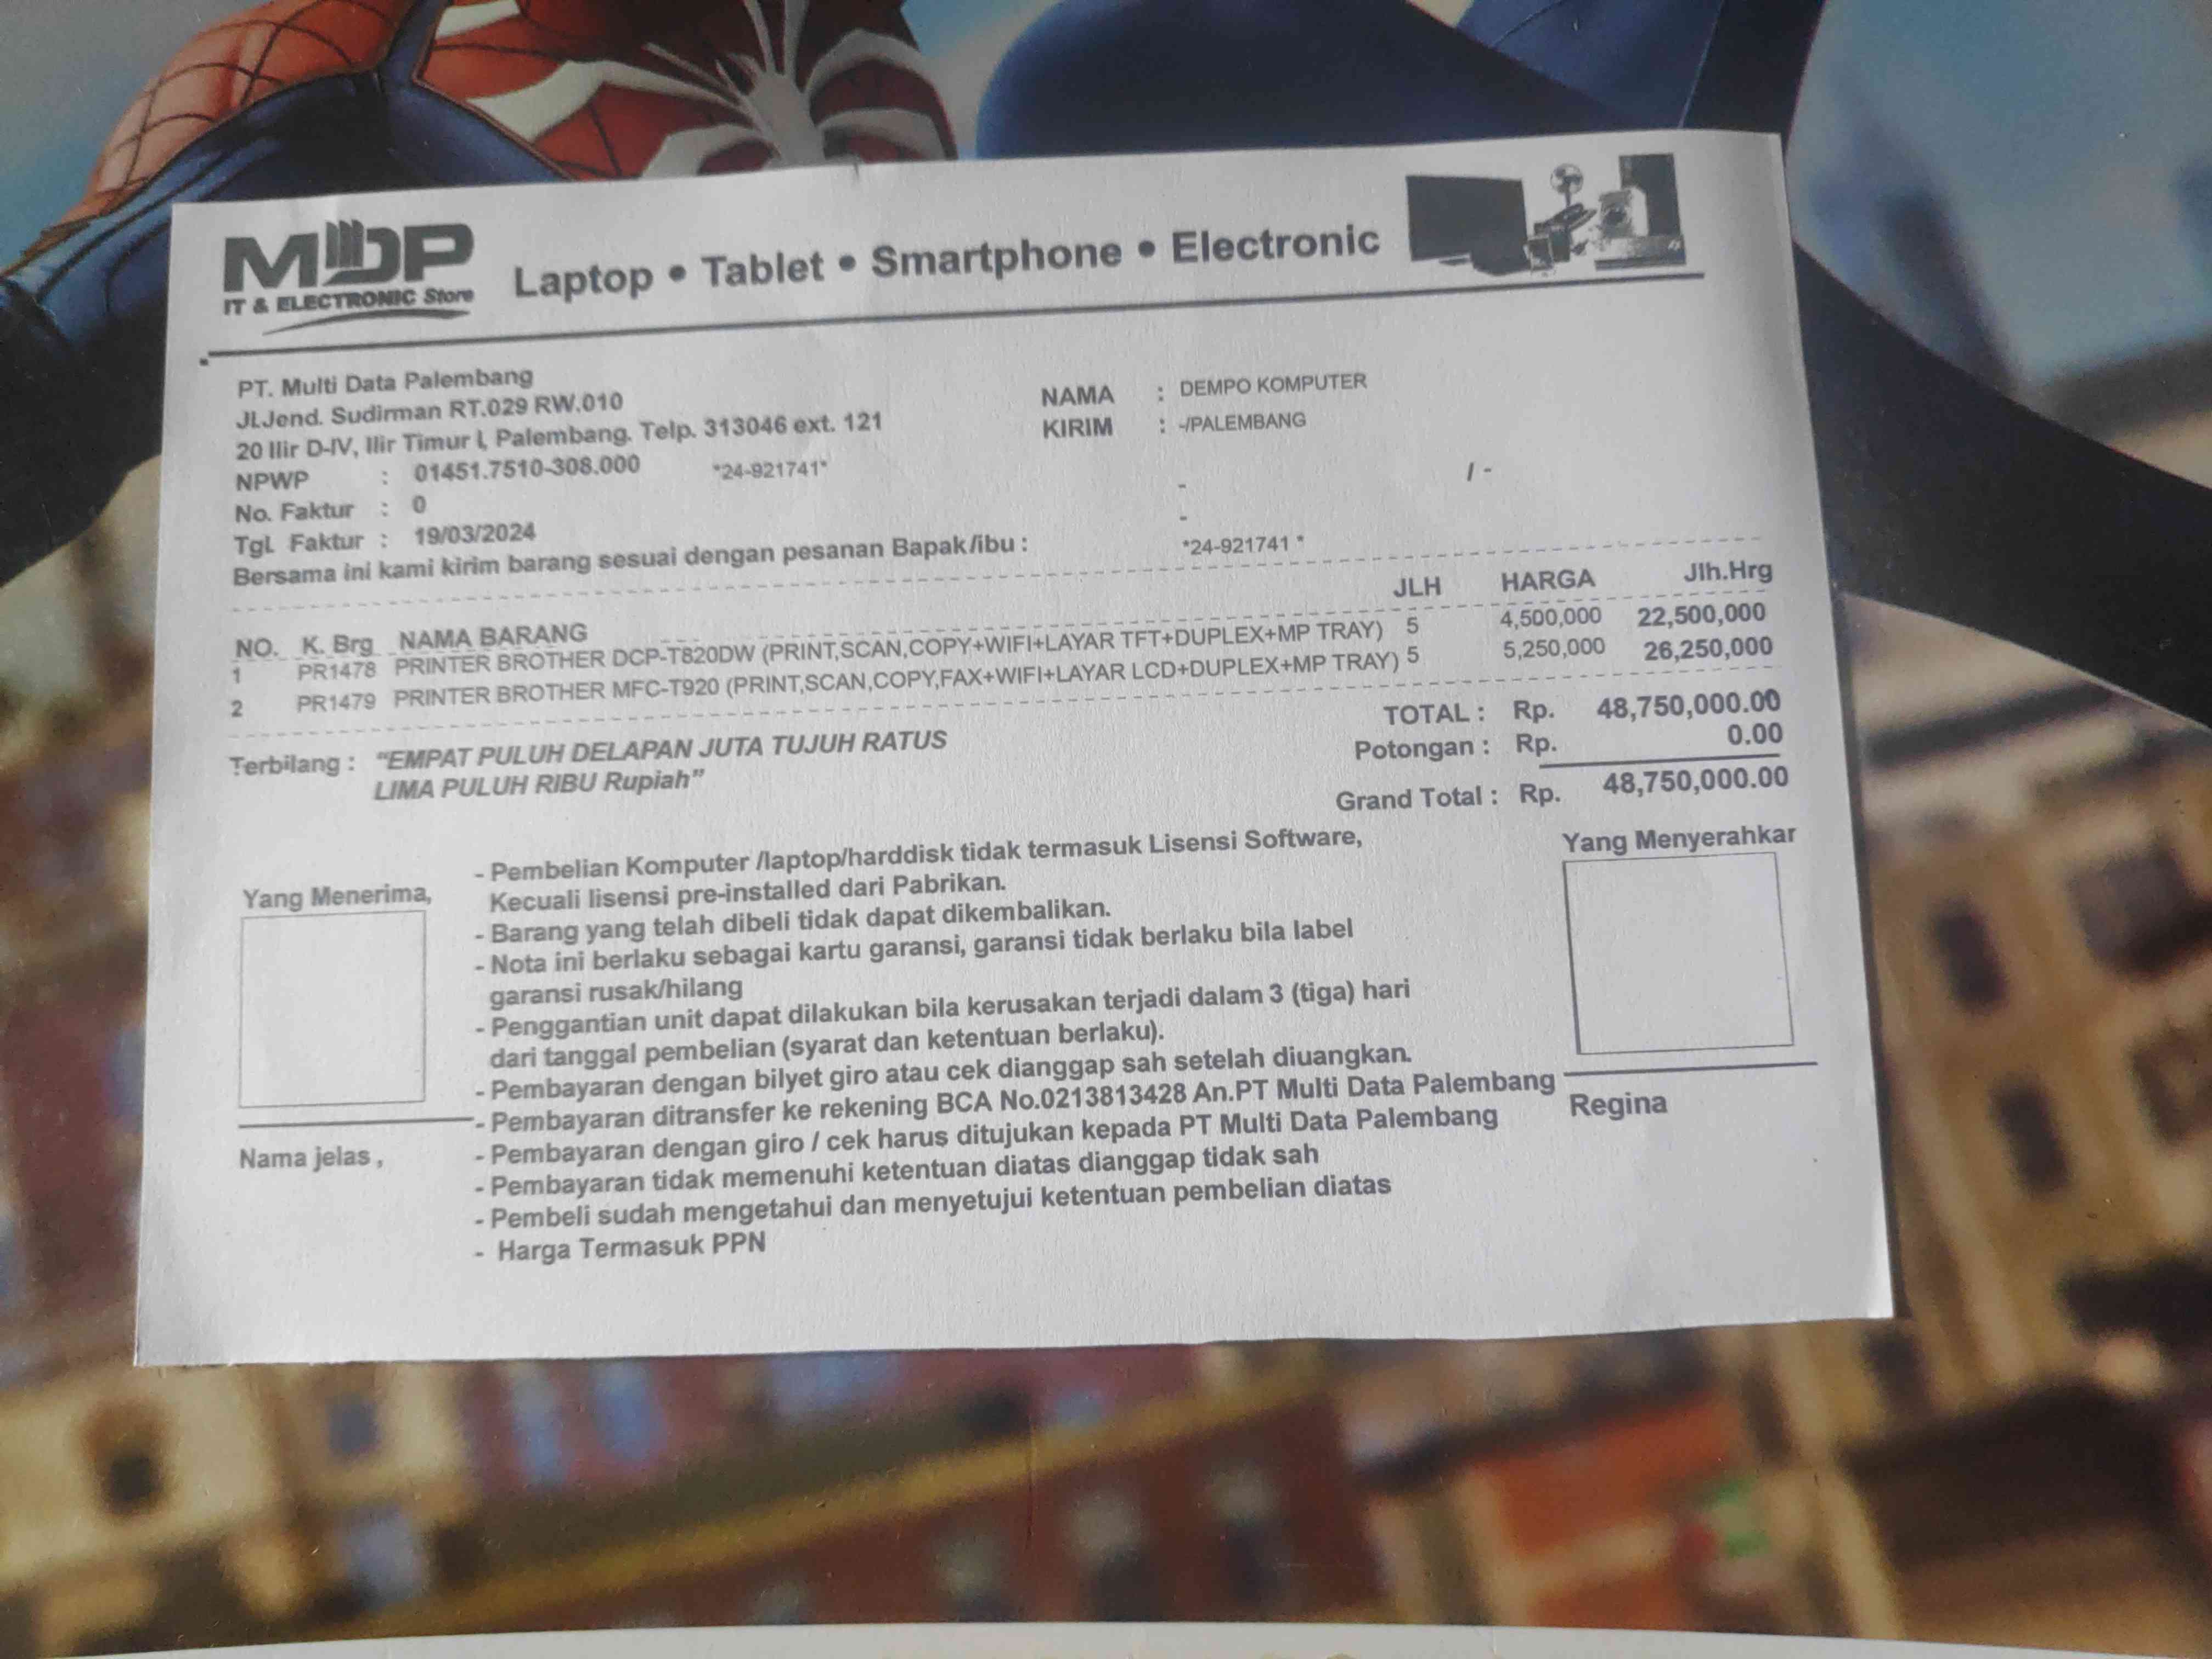 MDP
IT & ELECTRONIC Store
Laptop • Tablet • Smartphone • Electronic
PT. Multi Data Palembang
Jl.Jend. Sudirman RT.029 RW.010
20 Ilir D-IV, Ilir Timur I, Palembang. Telp. 313046 ext. 121
NPWP : 01451.7510-308.000 *24-921741*
No. Faktur : 0
Tgl. Faktur : 19/03/2024
NAMA : DEMPO KOMPUTER
KIRIM : -/PALEMBANG
/ -
-
-
*24-921741 *
Bersama ini kami kirim barang sesuai dengan pesanan Bapak/ibu :
NO. K. Brg NAMA BARANG JLH HARGA Jlh.Hrg
1 PR1478 PRINTER BROTHER DCP-T820DW (PRINT,SCAN,COPY+WIFI+LAYAR TFT+DUPLEX+MP TRAY) 5 4,500,000 22,500,000
2 PR1479 PRINTER BROTHER MFC-T920 (PRINT,SCAN,COPY,FAX+WIFI+LAYAR LCD+DUPLEX+MP TRAY) 5 5,250,000 26,250,000
Terbilang : “EMPAT PULUH DELAPAN JUTA TUJUH RATUS
LIMA PULUH RIBU Rupiah”
TOTAL : Rp. 48,750,000.00
Potongan : Rp. 0.00
Grand Total : Rp. 48,750,000.00
Yang Menerima,
Nama jelas ,
- Pembelian Komputer /laptop/harddisk tidak termasuk Lisensi Software,
Kecuali lisensi pre-installed dari Pabrikan.
- Barang yang telah dibeli tidak dapat dikembalikan.
- Nota ini berlaku sebagai kartu garansi, garansi tidak berlaku bila label
garansi rusak/hilang
- Penggantian unit dapat dilakukan bila kerusakan terjadi dalam 3 (tiga) hari
dari tanggal pembelian (syarat dan ketentuan berlaku).
- Pembayaran dengan bilyet giro atau cek dianggap sah setelah diuangkan.
- Pembayaran ditransfer ke rekening BCA No.0213813428 An.PT Multi Data Palembang
- Pembayaran dengan giro / cek harus ditujukan kepada PT Multi Data Palembang
- Pembayaran tidak memenuhi ketentuan diatas dianggap tidak sah
- Pembeli sudah mengetahui dan menyetujui ketentuan pembelian diatas
- Harga Termasuk PPN
Yang Menyerahkar
Regina